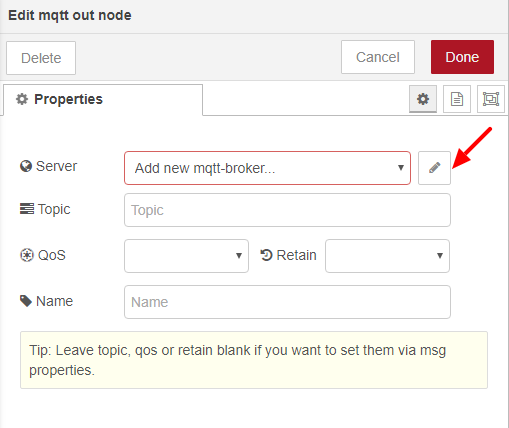 Edit mqtt out node
Delete
Cancel
Done
Properties
Server
Add new mqtt-broker...
Topic
Topic
QoS
Retain
Name
Name
Tip: Leave topic, qos or retain blank if you want to set them via msg
properties.